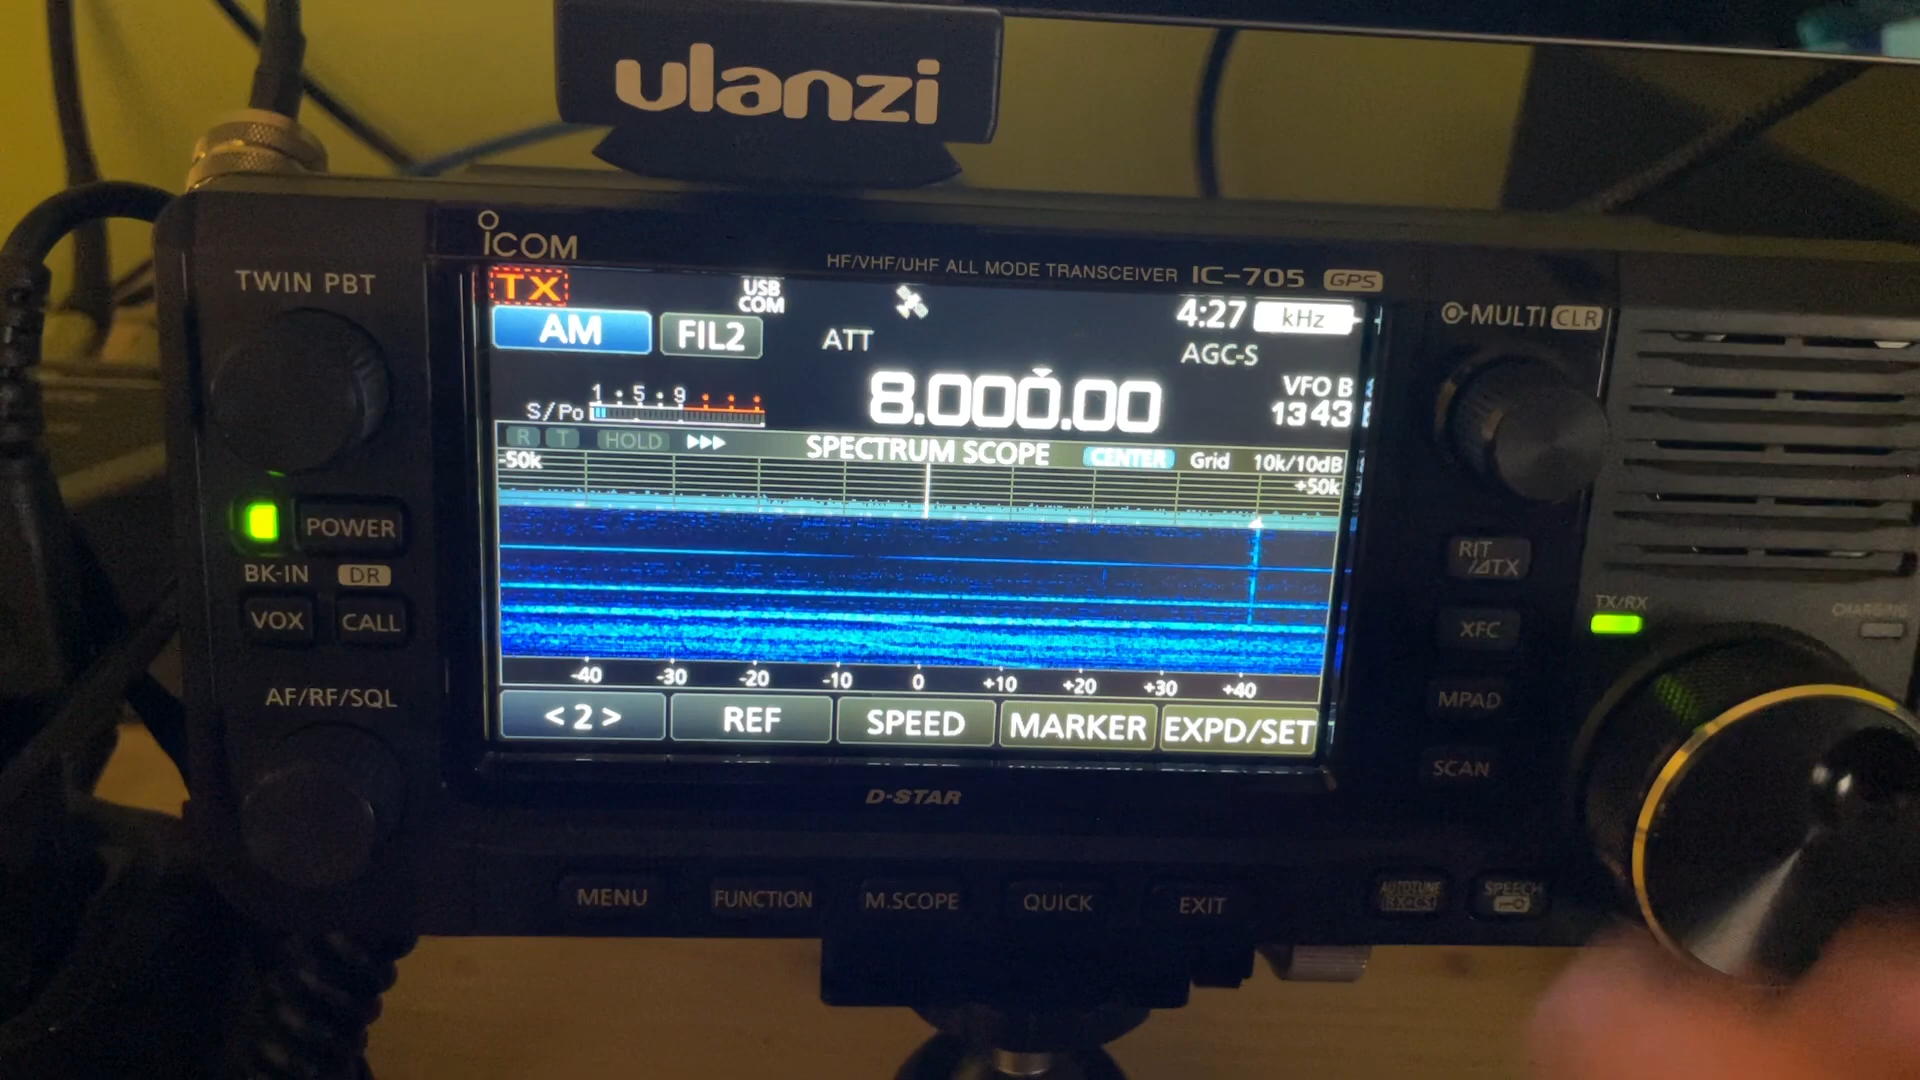 ulanzi
ICOM
HF/VHF/UHF ALL MODE TRANSCEIVER IC-705 GPS
TWIN PBT
MULTI CLR
TX
USB
COM
4:27
kHz
AM
FIL2
ATT
AGC-S
8.000.00
VFO B
1343
S/Po
1 • 5 • 9
R T HOLD
SPECTRUM SCOPE
CENTER
Grid
10k/10dB
-50k
+50k
-40 -30 -20 -10 0 +10 +20 +30 +40
< 2 >
REF
SPEED
MARKER
EXPD/SET
POWER
BK-IN
DR
VOX
CALL
AF/RF/SQL
RIT
/⊿TX
TX/RX
CHARGING
XFC
MPAD
SCAN
D-STAR
MENU
FUNCTION
M.SCOPE
QUICK
EXIT
AUTOTUNE
RX→CS
SPEECH